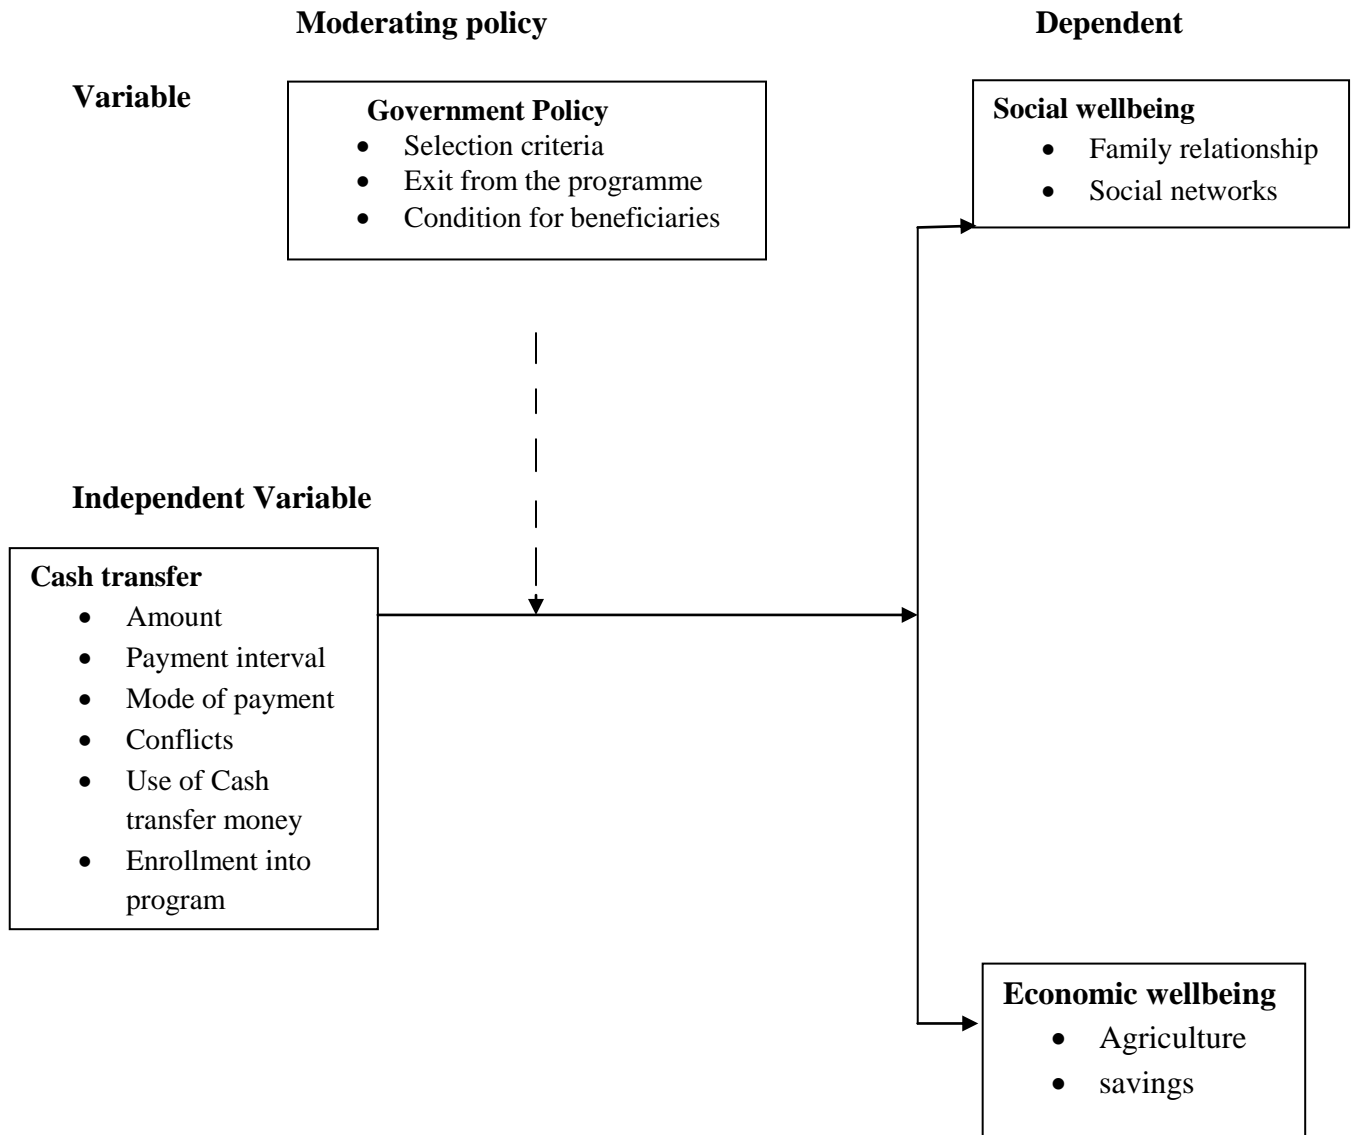 Moderating policy
Dependent
Variable
Government Policy
• Selection criteria
• Exit from the programme
• Condition for beneficiaries
Social wellbeing
• Family relationship
• Social networks
Independent Variable
Cash transfer
• Amount
• Payment interval
• Mode of payment
• Conflicts
• Use of Cash
transfer money
• Enrollment into
program
Economic wellbeing
• Agriculture
• savings